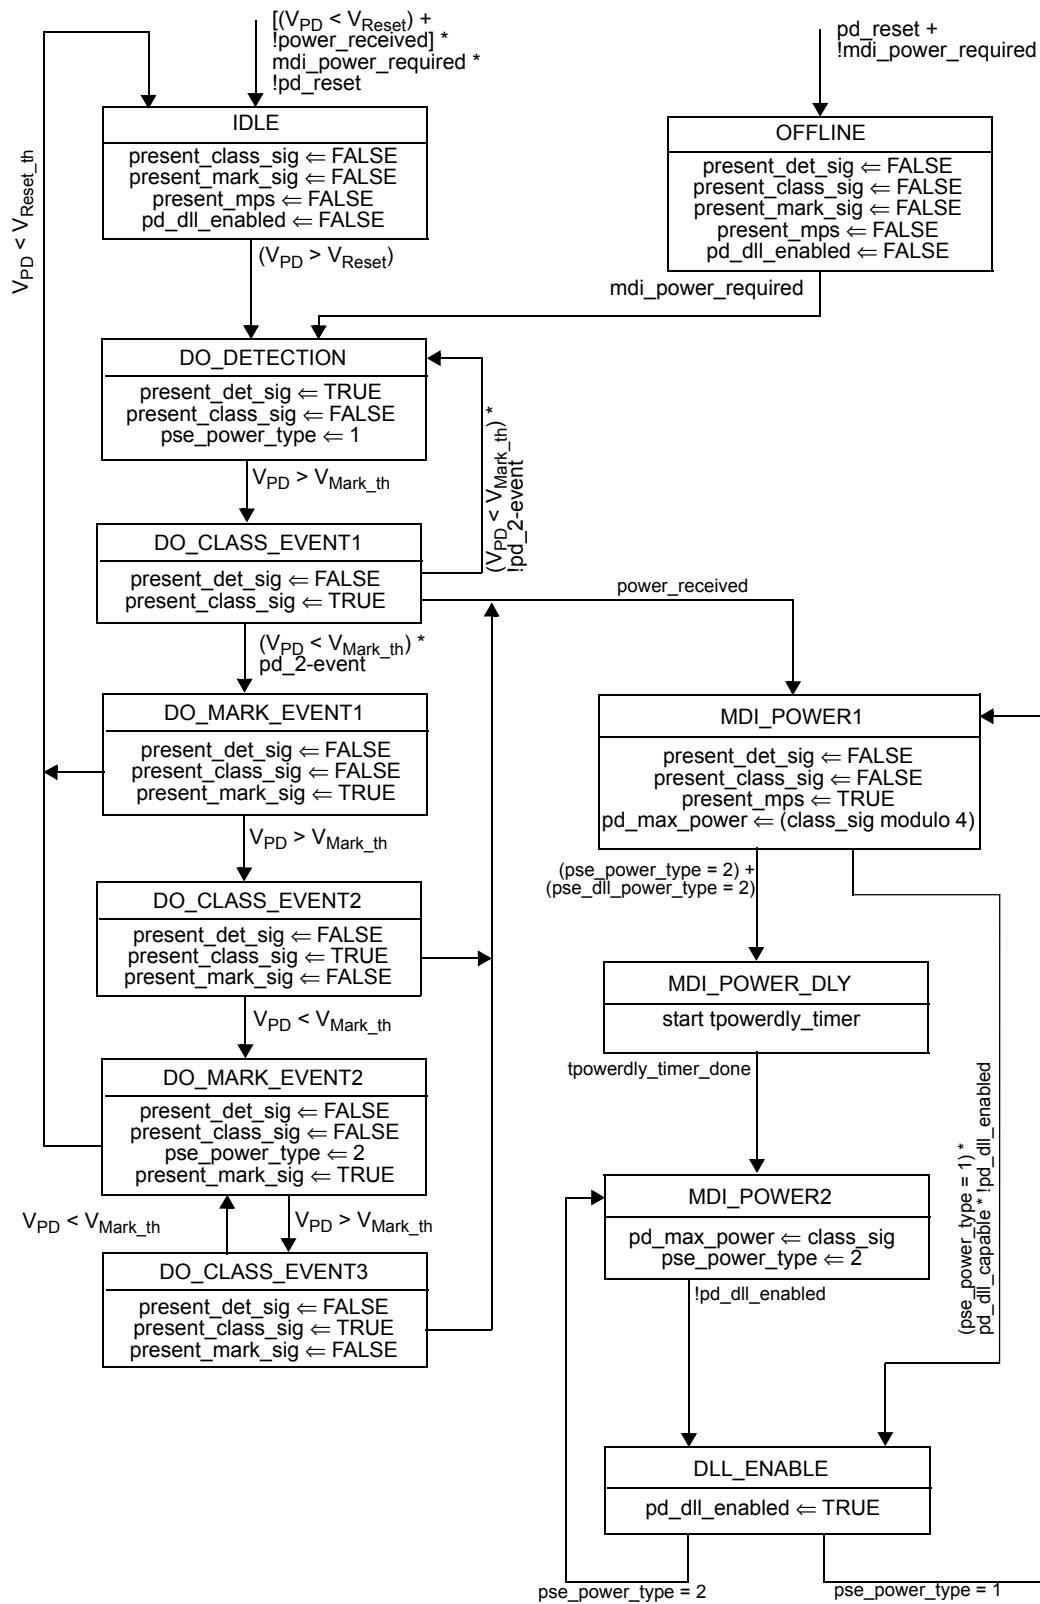 [(V_PD < V_Reset) +
!power_received] *
mdi_power_required *
!pd_reset
pd_reset +
!mdi_power_required
V_PD < V_Reset_th
IDLE
present_class_sig ⇐ FALSE
present_mark_sig ⇐ FALSE
present_mps ⇐ FALSE
pd_dll_enabled ⇐ FALSE
(V_PD > V_Reset)
OFFLINE
present_det_sig ⇐ FALSE
present_class_sig ⇐ FALSE
present_mark_sig ⇐ FALSE
present_mps ⇐ FALSE
pd_dll_enabled ⇐ FALSE
mdi_power_required
DO_DETECTION
present_det_sig ⇐ TRUE
present_class_sig ⇐ FALSE
pse_power_type ⇐ 1
V_PD > V_Mark_th
(V_PD < V_Mark_th) *
!pd_2-event
DO_CLASS_EVENT1
present_det_sig ⇐ FALSE
present_class_sig ⇐ TRUE
power_received
(V_PD < V_Mark_th) *
pd_2-event
DO_MARK_EVENT1
present_det_sig ⇐ FALSE
present_class_sig ⇐ FALSE
present_mark_sig ⇐ TRUE
V_PD > V_Mark_th
DO_CLASS_EVENT2
present_det_sig ⇐ FALSE
present_class_sig ⇐ TRUE
present_mark_sig ⇐ FALSE
V_PD < V_Mark_th
DO_MARK_EVENT2
present_det_sig ⇐ FALSE
present_class_sig ⇐ FALSE
pse_power_type ⇐ 2
present_mark_sig ⇐ TRUE
V_PD < V_Mark_th
V_PD > V_Mark_th
DO_CLASS_EVENT3
present_det_sig ⇐ FALSE
present_class_sig ⇐ TRUE
present_mark_sig ⇐ FALSE
MDI_POWER1
present_det_sig ⇐ FALSE
present_class_sig ⇐ FALSE
present_mps ⇐ TRUE
pd_max_power ⇐ (class_sig modulo 4)
(pse_power_type = 2) +
(pse_dll_power_type = 2)
MDI_POWER_DLY
start tpowerdly_timer
tpowerdly_timer_done
(pse_power_type = 1) *
pd_dll_capable * !pd_dll_enabled
MDI_POWER2
pd_max_power ⇐ class_sig
pse_power_type ⇐ 2
!pd_dll_enabled
DLL_ENABLE
pd_dll_enabled ⇐ TRUE
pse_power_type = 2
pse_power_type = 1